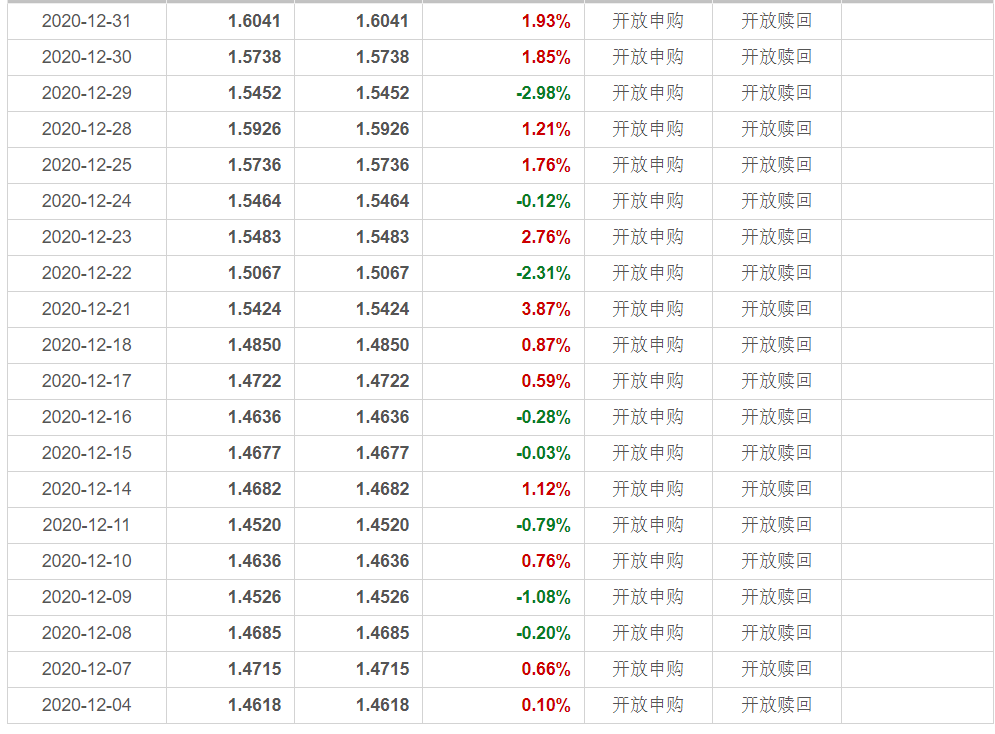 2020-12-31 1.6041 1.6041 1.93% 开放申购 开放赎回
2020-12-30 1.5738 1.5738 1.85% 开放申购 开放赎回
2020-12-29 1.5452 1.5452 -2.98% 开放申购 开放赎回
2020-12-28 1.5926 1.5926 1.21% 开放申购 开放赎回
2020-12-25 1.5736 1.5736 1.76% 开放申购 开放赎回
2020-12-24 1.5464 1.5464 -0.12% 开放申购 开放赎回
2020-12-23 1.5483 1.5483 2.76% 开放申购 开放赎回
2020-12-22 1.5067 1.5067 -2.31% 开放申购 开放赎回
2020-12-21 1.5424 1.5424 3.87% 开放申购 开放赎回
2020-12-18 1.4850 1.4850 0.87% 开放申购 开放赎回
2020-12-17 1.4722 1.4722 0.59% 开放申购 开放赎回
2020-12-16 1.4636 1.4636 -0.28% 开放申购 开放赎回
2020-12-15 1.4677 1.4677 -0.03% 开放申购 开放赎回
2020-12-14 1.4682 1.4682 1.12% 开放申购 开放赎回
2020-12-11 1.4520 1.4520 -0.79% 开放申购 开放赎回
2020-12-10 1.4636 1.4636 0.76% 开放申购 开放赎回
2020-12-09 1.4526 1.4526 -1.08% 开放申购 开放赎回
2020-12-08 1.4685 1.4685 -0.20% 开放申购 开放赎回
2020-12-07 1.4715 1.4715 0.66% 开放申购 开放赎回
2020-12-04 1.4618 1.4618 0.10% 开放申购 开放赎回